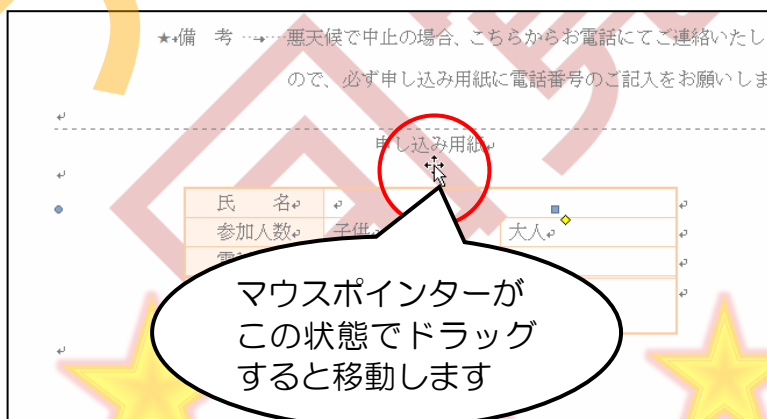 ★備　考　悪天候で中止の場合、こちらからお電話にてご連絡いたし
ので、必ず申し込み用紙に電話番号のご記入をお願いしま
申し込み用紙
氏　名
参加人数　子供　大人
マウスポインターが
この状態でドラッグ
すると移動します